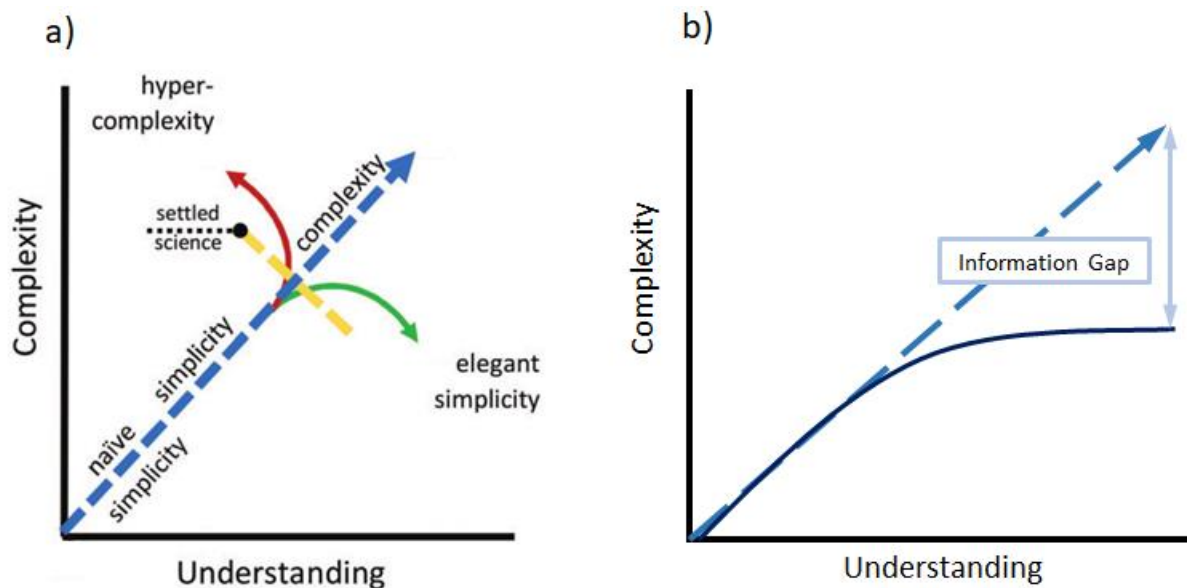 a)
hyper-
complexity
settled
science
complexity
simplicity
naïve
simplicity
elegant
simplicity
Complexity
Understanding
b)
Information Gap
Complexity
Understanding